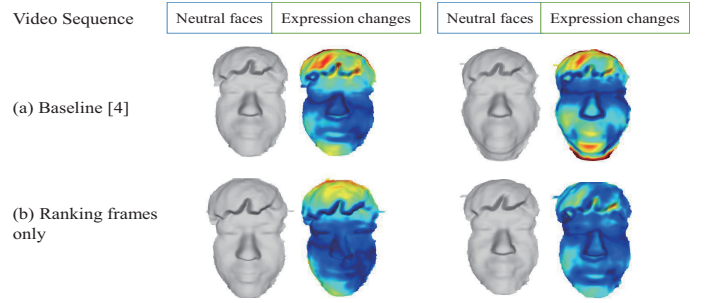 Video Sequence
Neutral faces
Expression changes
Neutral faces
Expression changes
(a) Baseline [4]
(b) Ranking frames
only